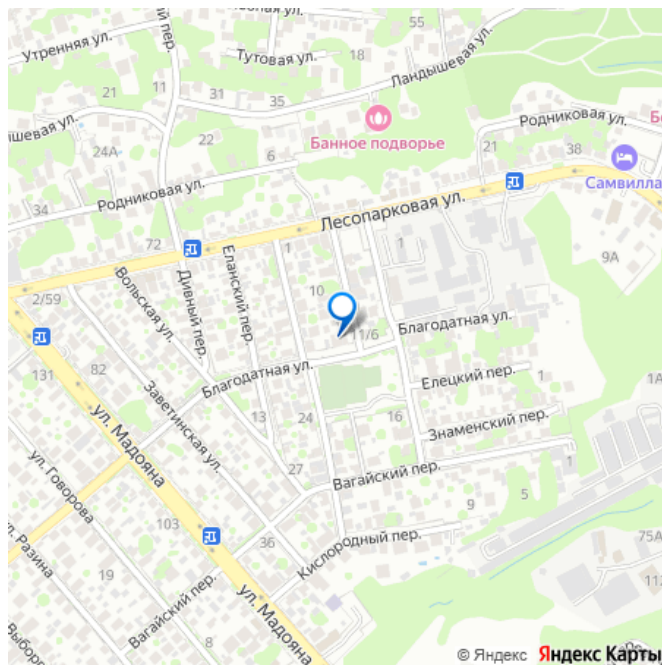 55
Утренняя ул.
Тутовая ул.
18
Ландышевая ул.
21
11
31
35
22
24А
Банное подворье
6
Родниковая ул.
21
38
Самвилла
Родниковая ул.
34
Лесопарковая ул.
72
1
1
9А
Вольская ул.
Дивный пер.
Еланский пер.
10
2/59
11/6
Благодатная ул.
131
82
Благодатная ул.
Елецкий пер.
1
1А
Заветинская ул.
13
24
16
Знаменский пер.
ул. Мадояна
27
Вагайский пер.
1
ул. Говорова
103
5
9
36
Кислородный пер.
75А
19
Вагайский пер.
8
ул. Мадояна
© Яндекс Яндекс Карты